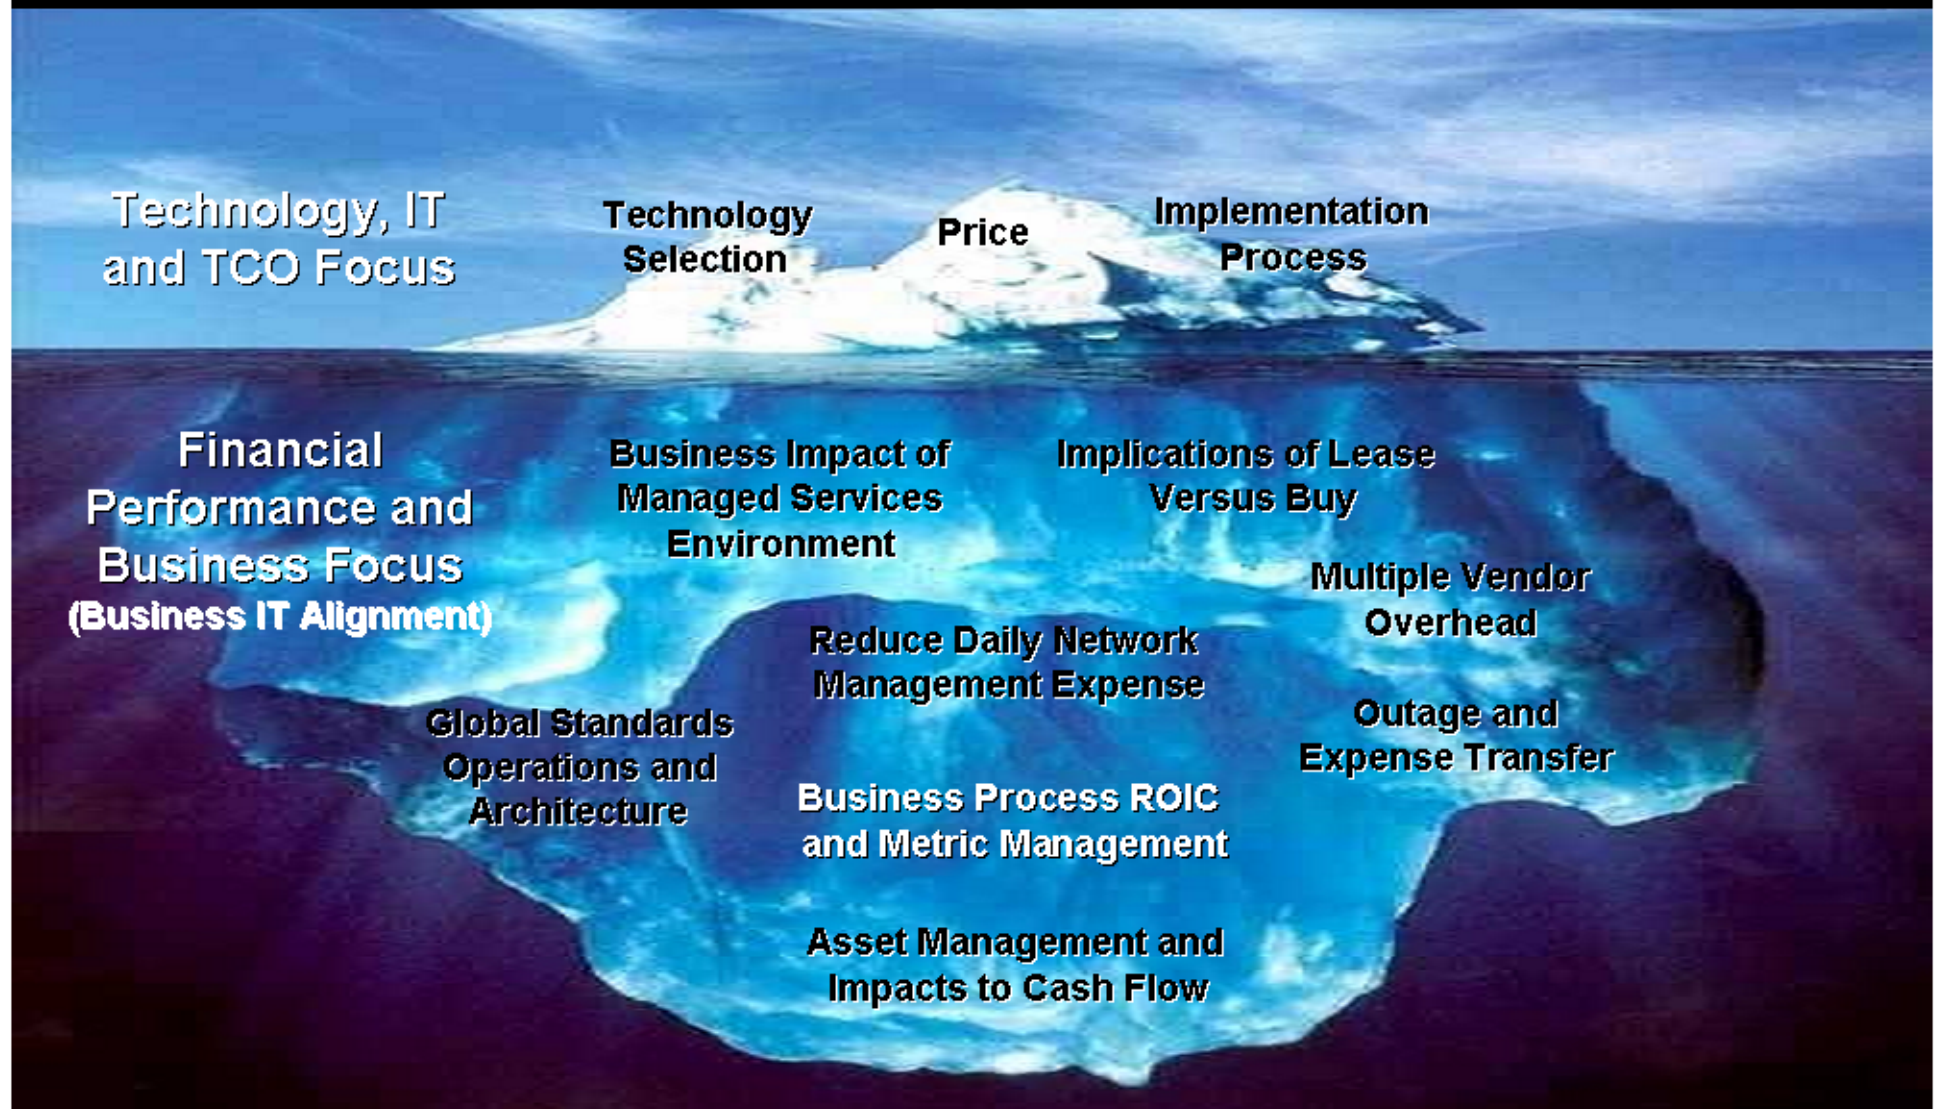 Technology, IT
and TCO Focus
Technology
Selection
Price
Implementation
Process
Financial
Performance and
Business Focus
(Business IT Alignment)
Business Impact of
Managed Services
Environment
Implications of Lease
Versus Buy
Multiple Vendor
Overhead
Reduce Daily Network
Management Expense
Global Standards
Operations and
Architecture
Outage and
Expense Transfer
Business Process ROIC
and Metric Management
Asset Management and
Impacts to Cash Flow